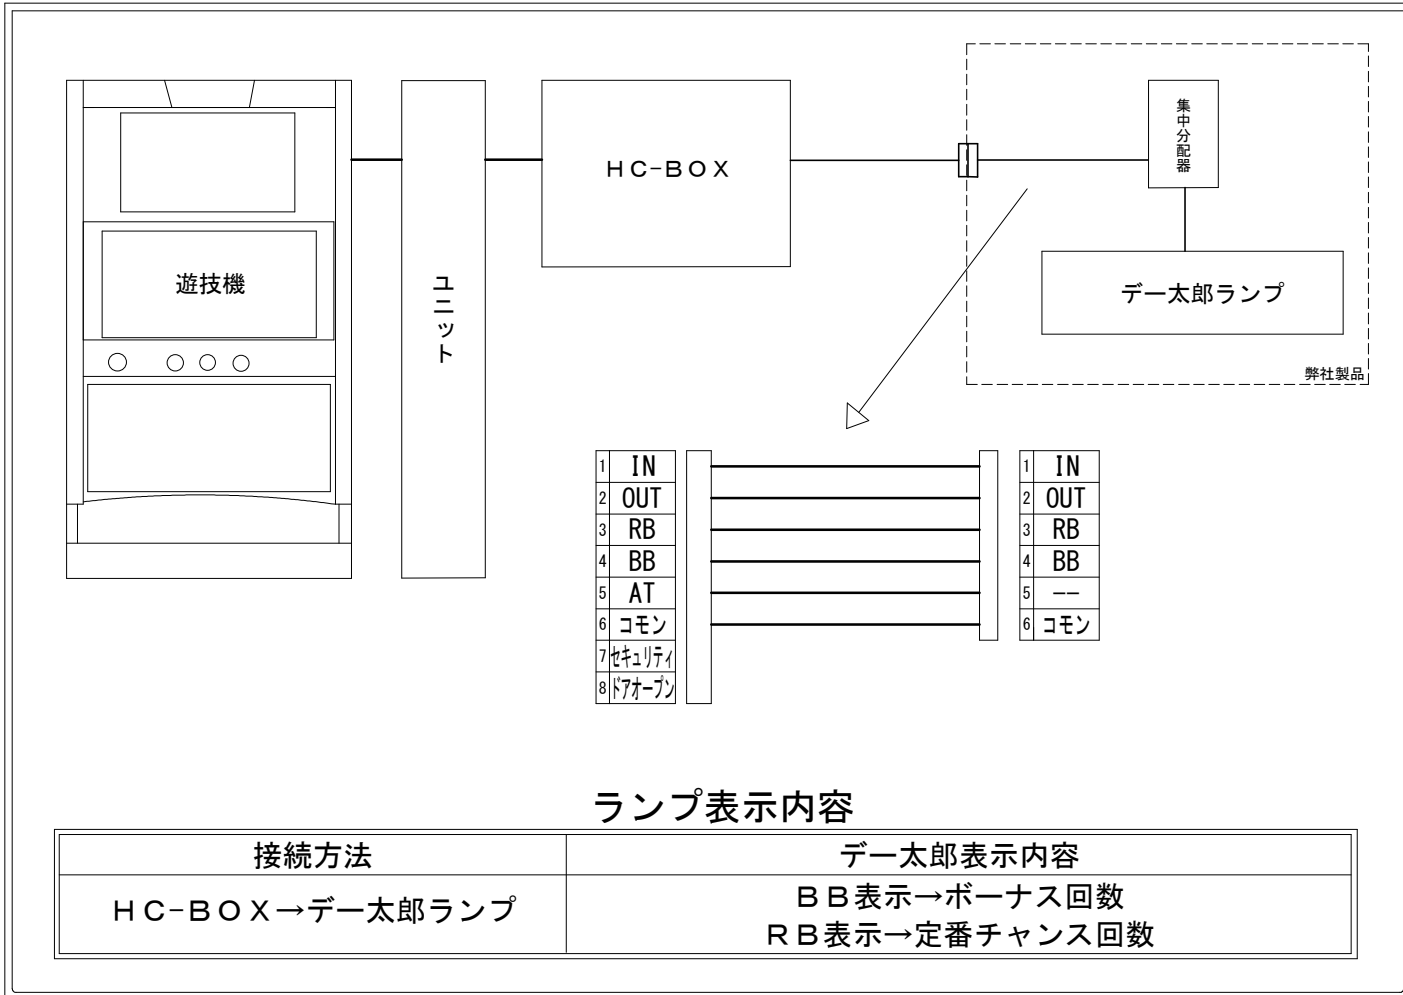 遊技機
ユニット
HC-BOX
集中分配器
デー太郎ランプ
弊社製品
1 IN
2 OUT
3 RB
4 BB
5 AT
6 コモン
7 セキュリティ
8 ドアオープン
1 IN
2 OUT
3 RB
4 BB
5 --
6 コモン
ランプ表示内容
接続方法 デー太郎表示内容
HC-BOX→デー太郎ランプ
BB表示→ボーナス回数
RB表示→定番チャンス回数